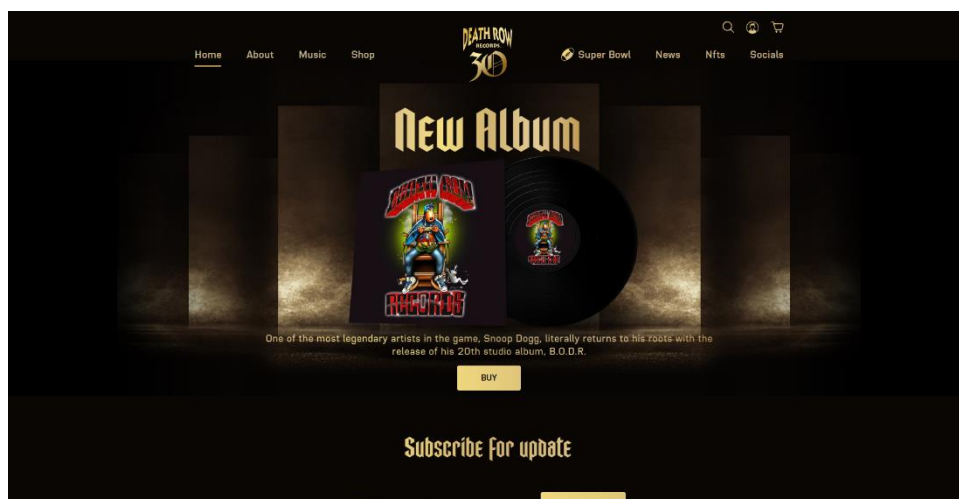 DEATH ROW
RECORDS
30
Home About Music Shop Super Bowl News Nfts Socials
New Album
DEATH ROW
RECORDS
One of the most legendary artists in the game, Snoop Dogg, literally returns to his roots with the
release of his 20th studio album, B.O.D.R.
BUY
Subscribe for update